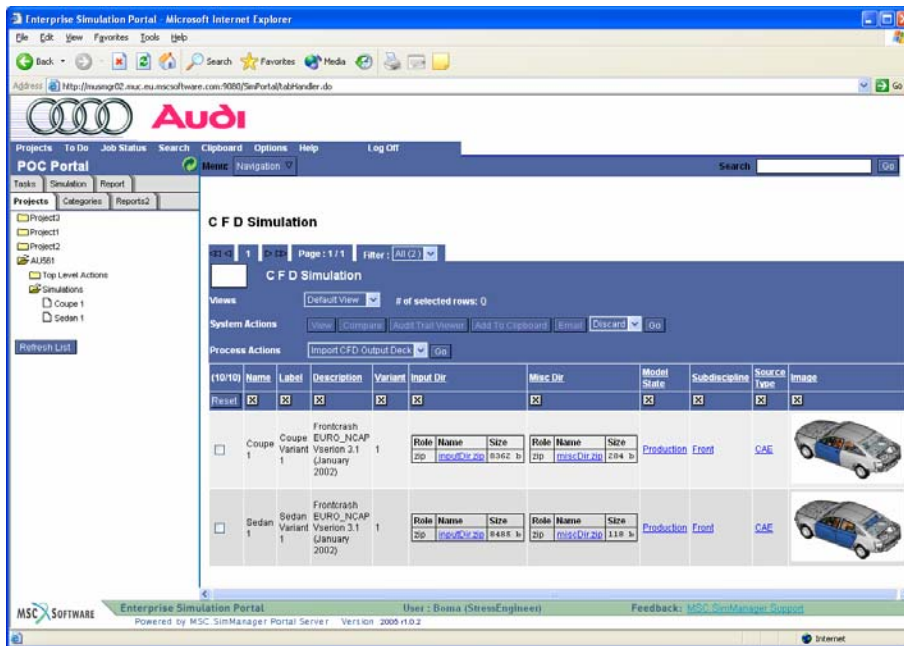 Enterprise Simulation Portal - Microsoft Internet Explorer
File Edit View Favorites Tools Help
Back Search Favorites Media
Address http://musmgr02.muc.eu.mscsoftware.com:9080/SimPortal/tabHandler.do Go
Audi
Projects To Do Job Status Search Clipboard Options Help Log Off
POC Portal Menu: Navigation Search Go
Tasks Simulation Report
Projects Categories Reports2
Project3
Project1
Project2
AU581
Top Level Actions
Simulations
Coupe 1
Sedan 1
Refresh List
C F D Simulation
1 Page : 1 / 1 Filter : All (2)
C F D Simulation
Views Default View # of selected rows: 0
System Actions View Compare Audit Trail Viewer Add To Clipboard Email Discard Go
Process Actions Import CFD Output Deck Go
(10/10) Name Label Description Variant Input Dir Misc Dir Model State Subdiscipline Source Type Image
Reset
Coupe 1 Coupe Variant 1 Frontcrash EURO_NCAP Vserion 3.1 (January 2002) 1 Role Name Size Role Name Size Production Front CAE
zip inputDir.zip 8362 b zip miscDir.zip 284 b
Sedan 1 Sedan Variant 1 Frontcrash EURO_NCAP Vserion 3.1 (January 2002) 1 Role Name Size Role Name Size Production Front CAE
zip inputDir.zip 8485 b zip miscDir.zip 118 b
MSC SOFTWARE Enterprise Simulation Portal User : Boma (StressEngineer) Feedback: MSC.SimManager Support
Powered by MSC.SimManager Portal Server Version 2005 r1.0.2
Internet